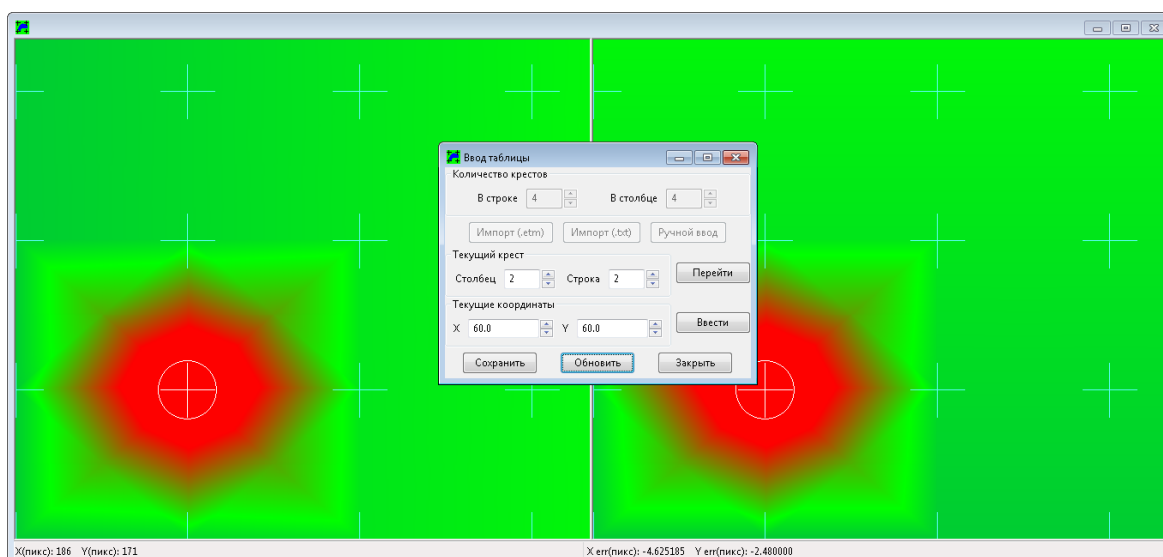 Ввод таблицы
Количество крестов
В строке 4 В столбце 4
Импорт (.etm) Импорт (.txt) Ручной ввод
Текущий крест
Столбец 2 Строка 2 Перейти
Текущие координаты
X 60.0 Y 60.0 Ввести
Сохранить Обновить Закрыть
X(пикс): 186 Y(пикс): 171 X err(пикс): -4.625185 Y err(пикс): -2.480000